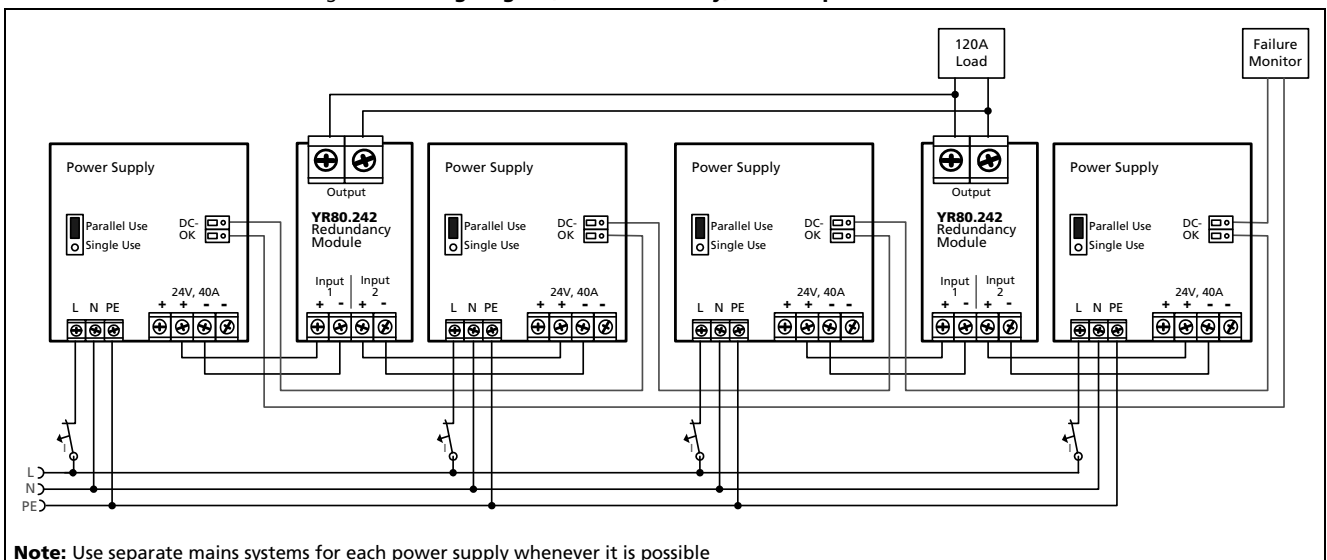 120A
Load
Failure
Monitor
Power Supply
Parallel Use
Single Use
DC-
OK
24V, 40A
L N PE
+ + - -
Output
YR80.242
Redundancy
Module
Input
1
Input
2
+ - + -
Power Supply
Parallel Use
Single Use
DC-
OK
24V, 40A
L N PE
+ + - -
Power Supply
Parallel Use
Single Use
DC-
OK
24V, 40A
L N PE
+ + - -
Output
YR80.242
Redundancy
Module
Input
1
Input
2
+ - + -
Power Supply
Parallel Use
Single Use
DC-
OK
24V, 40A
L N PE
+ + - -
I
I
I
I
L
N
PE
Note: Use separate mains systems for each power supply whenever it is possible